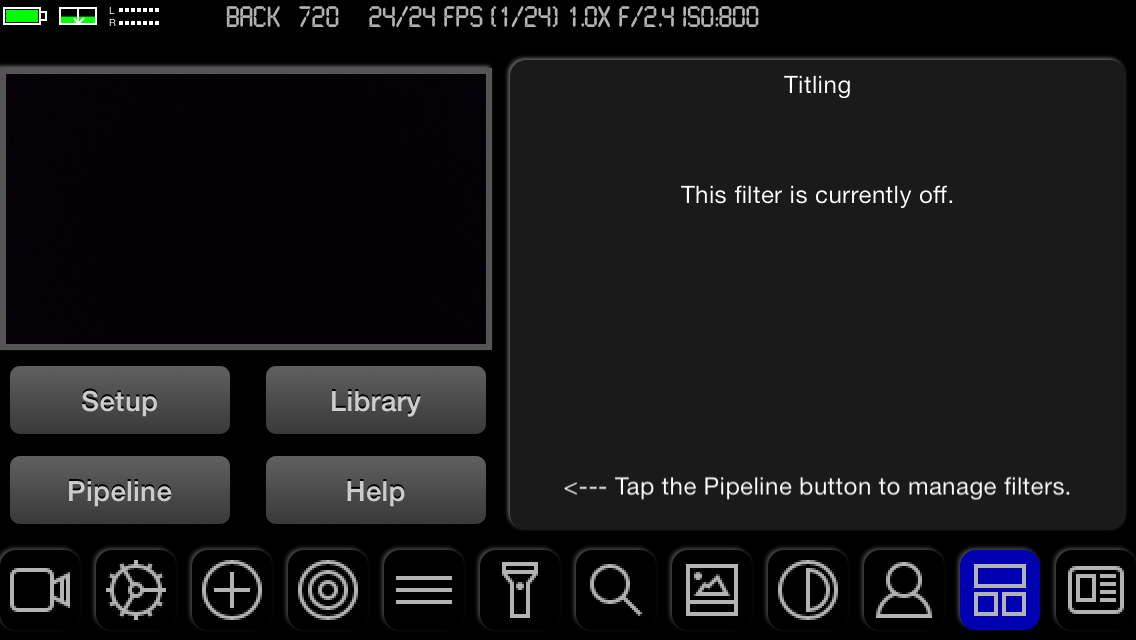 L
R
BACK 720 24/24 FPS (1/24) 1.0X F/2.4 ISO:800
Titling
This filter is currently off.
Setup
Library
Pipeline
Help
<--- Tap the Pipeline button to manage filters.